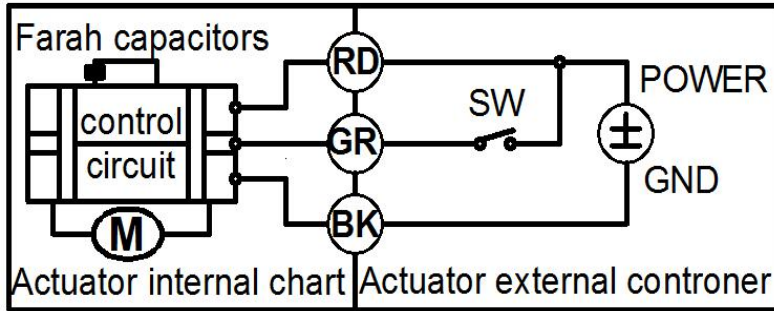 Farah capacitors
control
circuit
M
Actuator internal chart
RD
GR
BK
SW
POWER
±
GND
Actuator external controner